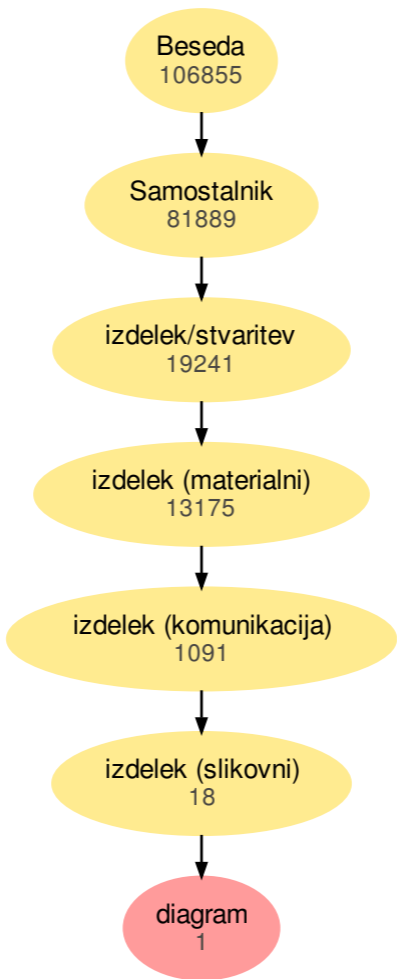 Beseda
106855
Samostalnik
81889
izdelek/stvaritev
19241
izdelek (materialni)
13175
izdelek (komunikacija)
1091
izdelek (slikovni)
18
diagram
1